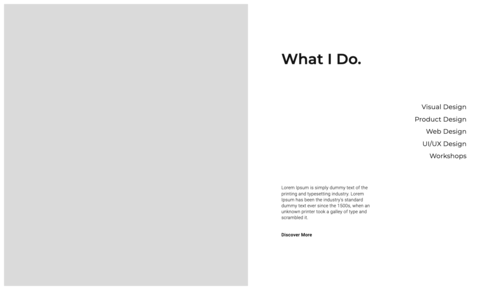 What I Do.
Visual Design
Product Design
Web Design
UI/UX Design
Workshops
Lorem Ipsum is simply dummy text of the
printing and typesetting industry. Lorem
Ipsum has been the industry's standard
dummy text ever since the 1500s, when an
unknown printer took a galley of type and
scrambled it.
Discover More